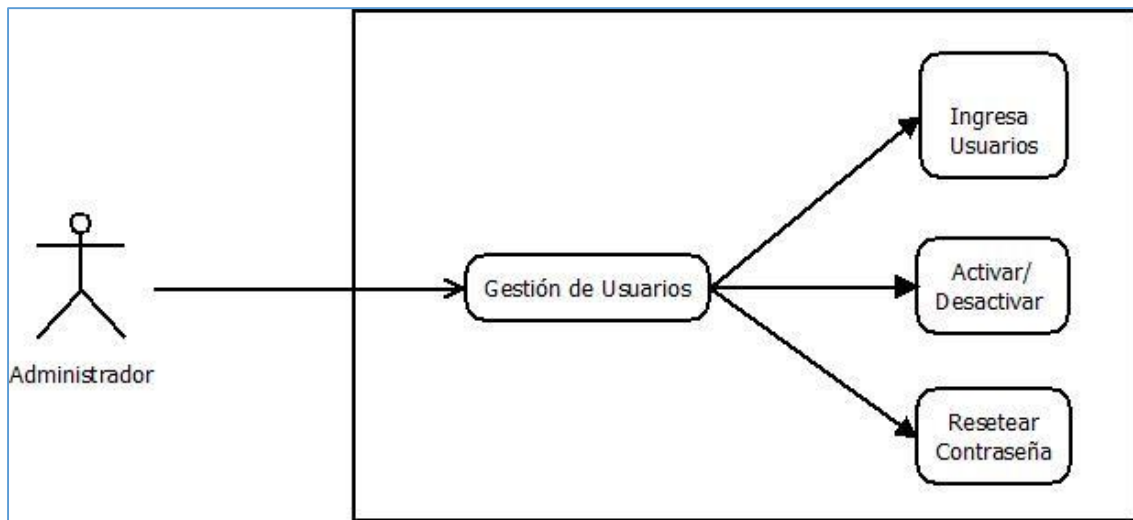 Administrador
Gestión de Usuarios
Ingresa
Usuarios
Activar/
Desactivar
Resetear
Contraseña